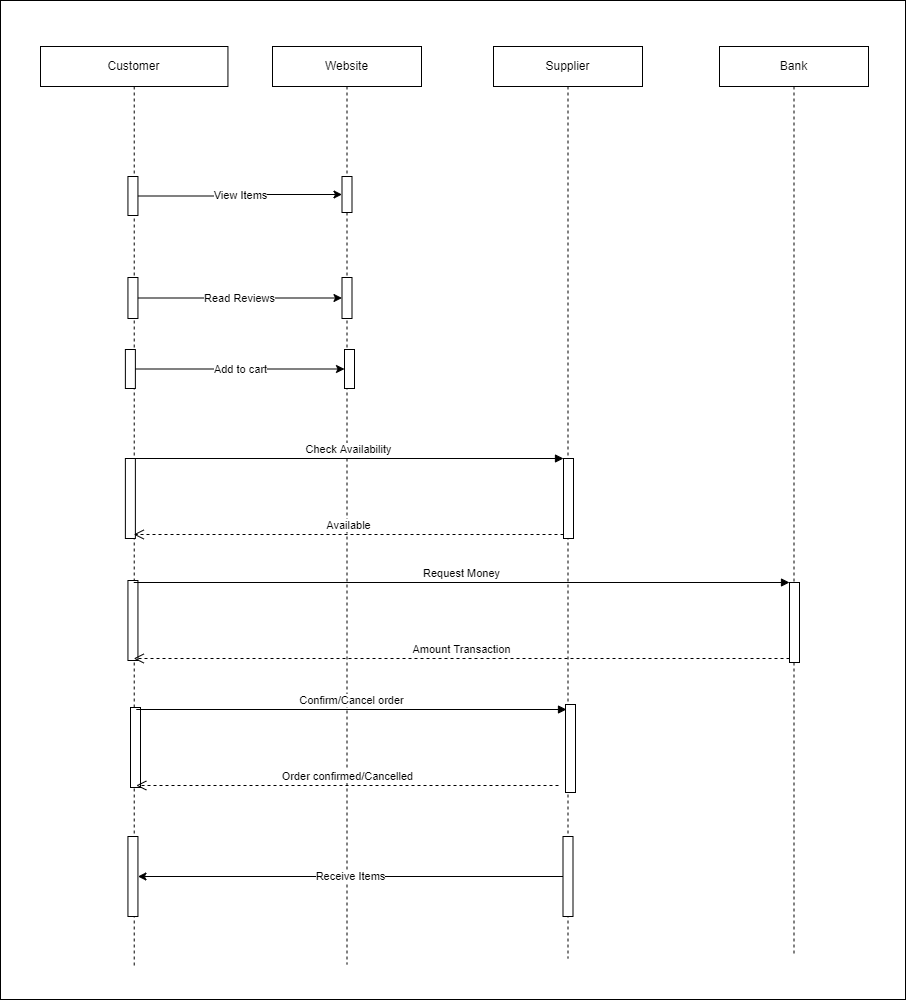 Customer
Website
Supplier
Bank
View Items
Read Reviews
Add to cart
Check Availability
Available
Request Money
Amount Transaction
Confirm/Cancel order
Order confirmed/Cancelled
Receive Items